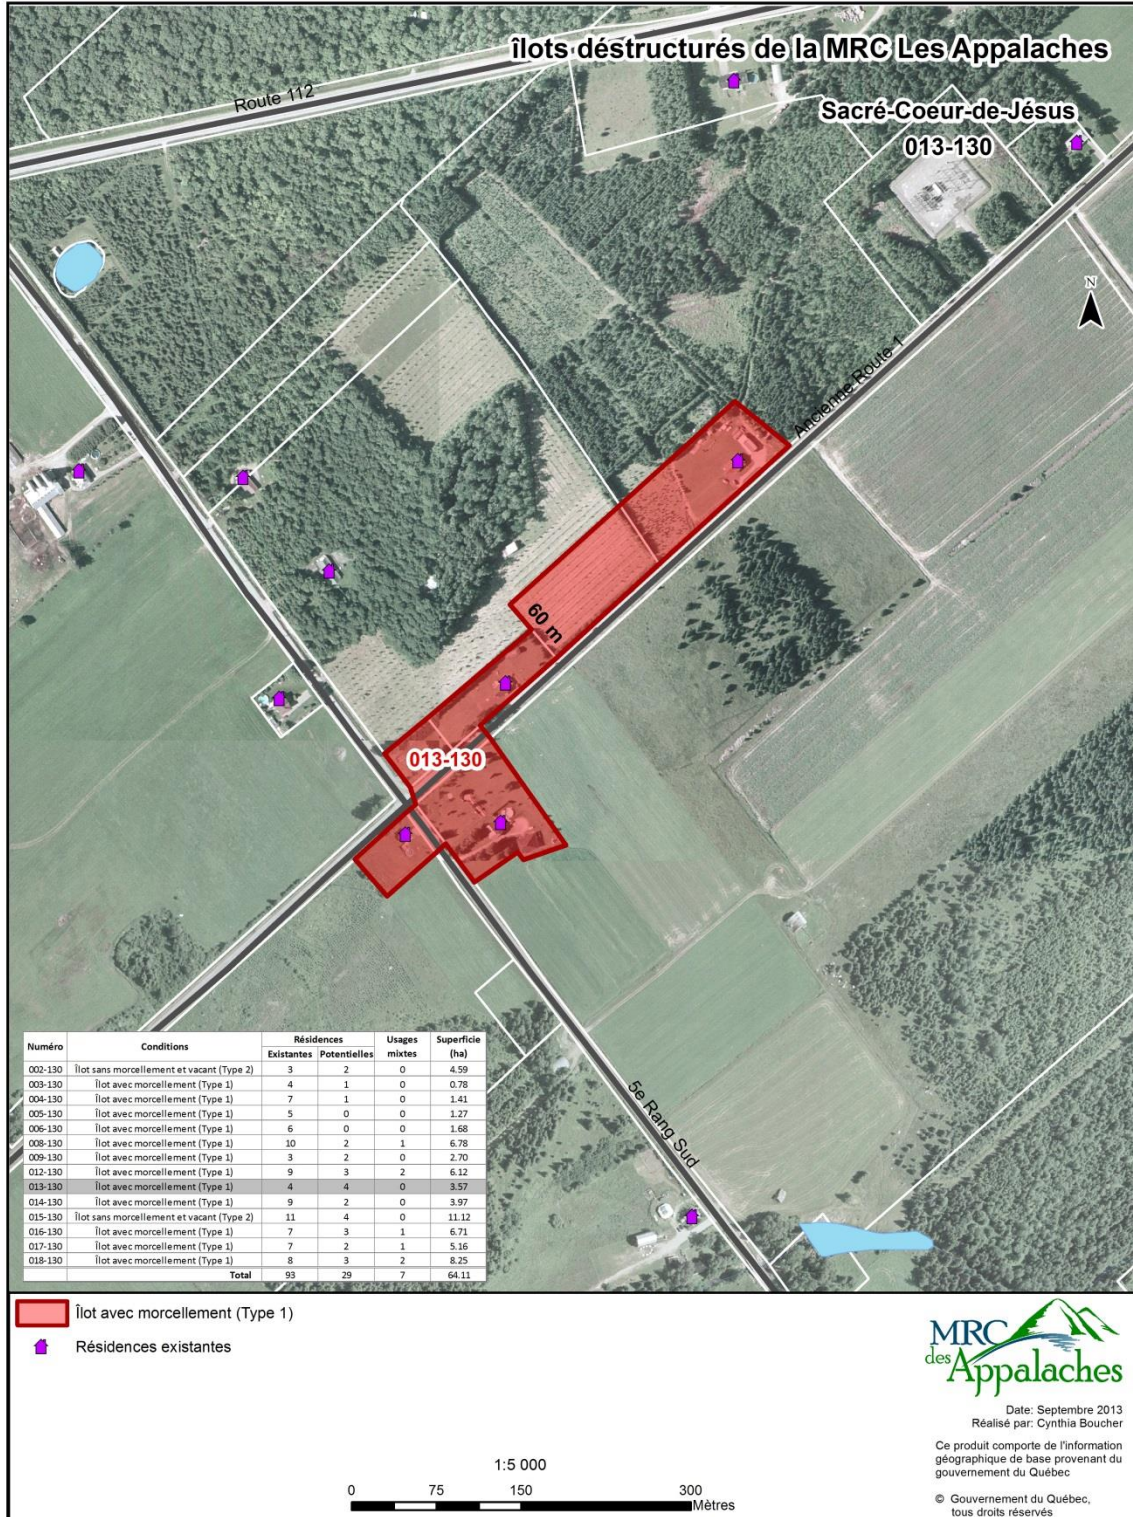 îlots déstructurés de la MRC Les Appalaches
Route 112
Sacré-Coeur-de-Jésus
013-130
N
Ancienne Route 1
60 m
013-130
5e Rang Sud
Numéro Conditions Résidences Usages mixtes Superficie (ha)
Existantes Potentielles
002-130 Îlot sans morcellement et vacant (Type 2) 3 2 0 4.59
003-130 Îlot avec morcellement (Type 1) 4 1 0 0.78
004-130 Îlot avec morcellement (Type 1) 7 1 0 1.41
005-130 Îlot avec morcellement (Type 1) 5 0 0 1.27
006-130 Îlot avec morcellement (Type 1) 6 0 0 1.68
008-130 Îlot avec morcellement (Type 1) 10 2 1 6.78
009-130 Îlot avec morcellement (Type 1) 3 2 0 2.70
012-130 Îlot avec morcellement (Type 1) 9 3 2 6.12
013-130 Îlot avec morcellement (Type 1) 4 4 0 3.57
014-130 Îlot avec morcellement (Type 1) 9 2 0 3.97
015-130 Îlot sans morcellement et vacant (Type 2) 11 4 0 11.12
016-130 Îlot avec morcellement (Type 1) 7 3 1 6.71
017-130 Îlot avec morcellement (Type 1) 7 2 1 5.16
018-130 Îlot avec morcellement (Type 1) 8 3 2 8.25
Total 93 29 7 64.11
Îlot avec morcellement (Type 1)
Résidences existantes
MRC
des Appalaches
Date: Septembre 2013
Réalisé par: Cynthia Boucher
Ce produit comporte de l'information
géographique de base provenant du
gouvernement du Québec
© Gouvernement du Québec,
tous droits réservés
1:5 000
0 75 150 300
Mètres